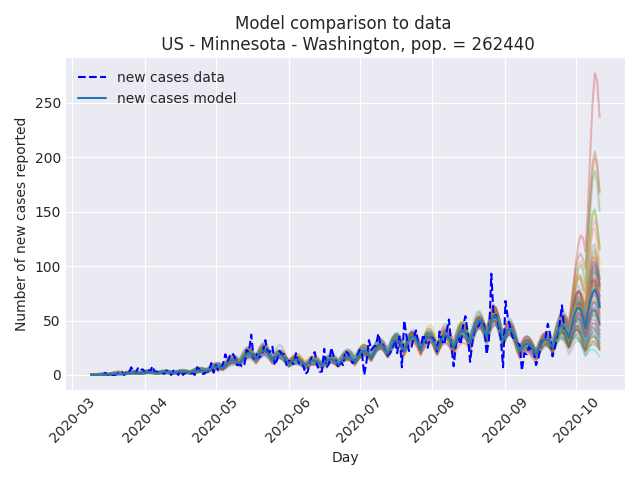 Model comparison to data
US - Minnesota - Washington, pop. = 262440
new cases data
new cases model
Number of new cases reported
250
200
150
100
50
0
2020-03
2020-04
2020-05
2020-06
2020-07
2020-08
2020-09
2020-10
Day